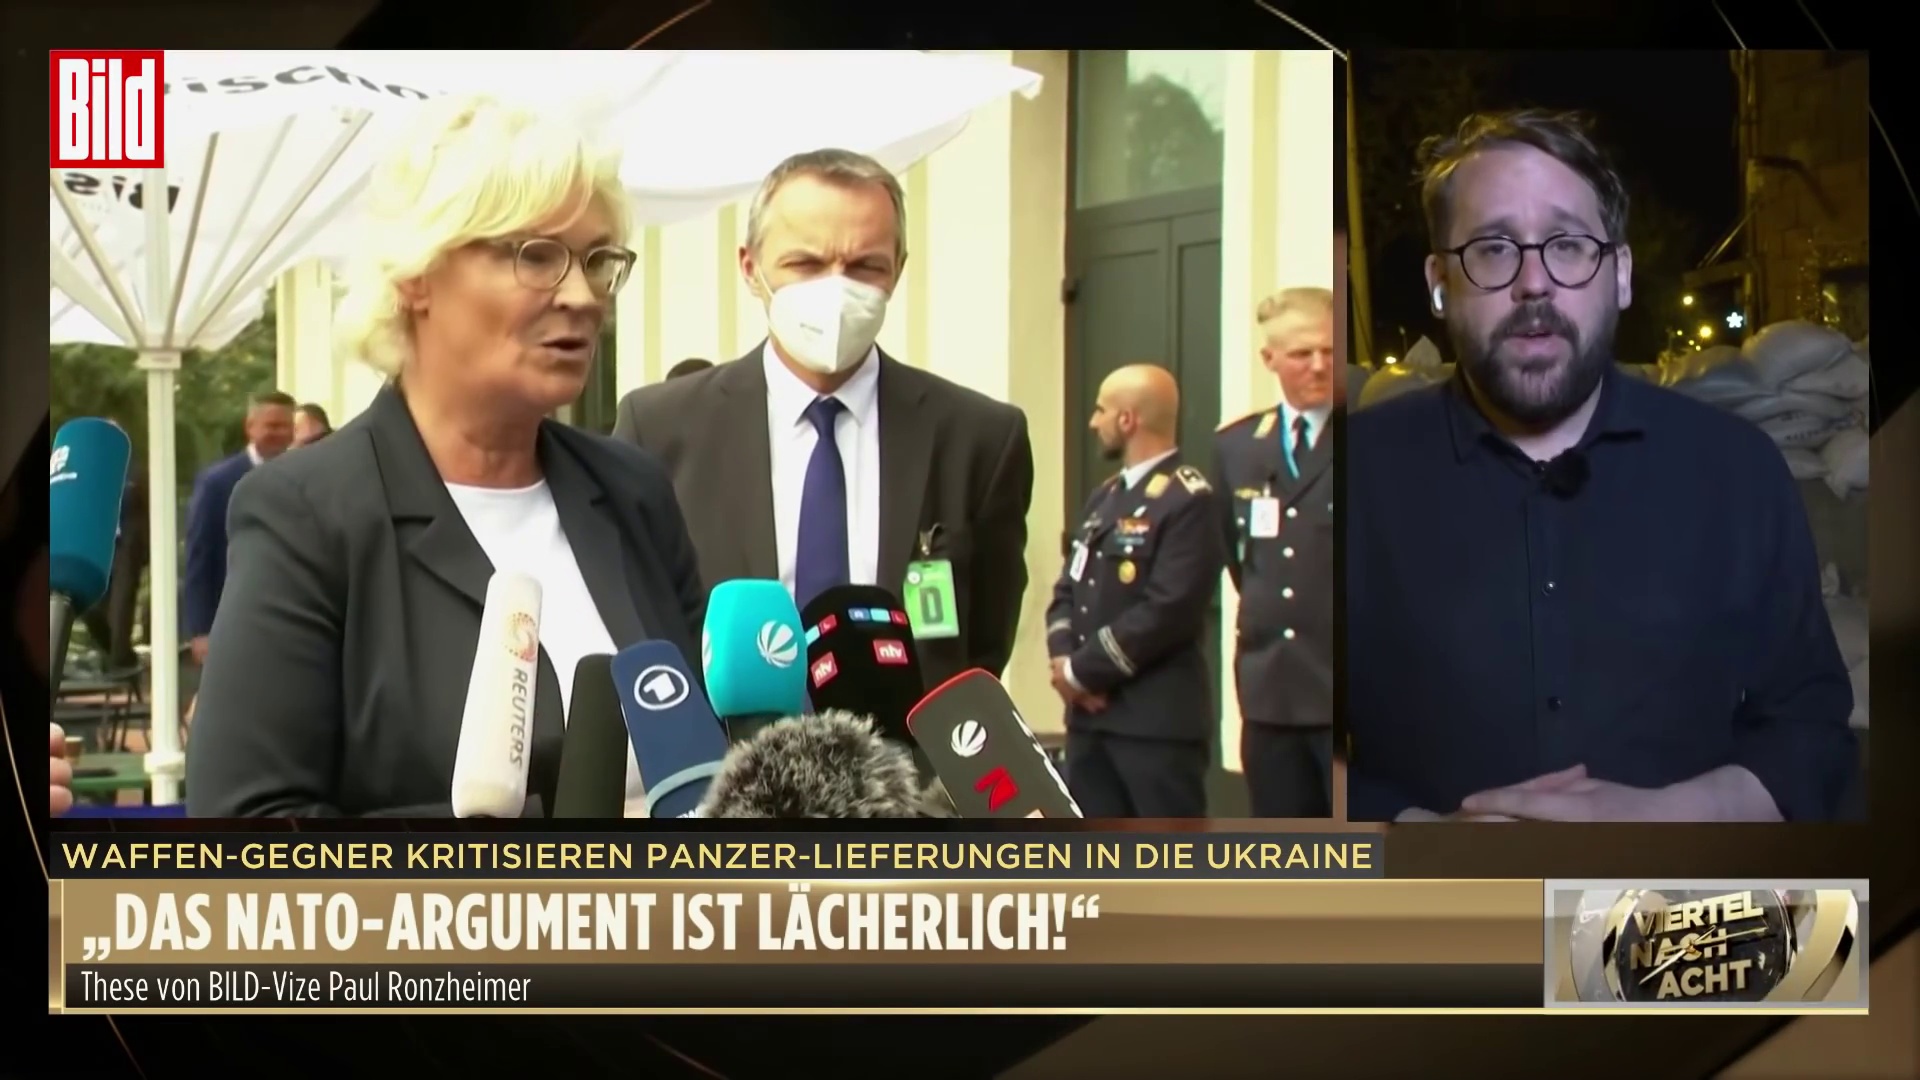 Bild
REUTERS
ntv
ntv
D
WAFFEN-GEGNER KRITISIEREN PANZER-LIEFERUNGEN IN DIE UKRAINE
„DAS NATO-ARGUMENT IST LÄCHERLICH!“
These von BILD-Vize Paul Ronzheimer
VIERTEL
NACH
ACHT